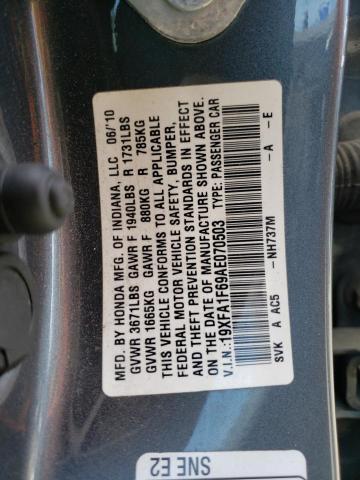 MFD. BY HONDA MFG. OF INDIANA, LLC 06/'10
GVWR 3671LBS GAWR F 1940LBS R 1731LBS
GVWR 1665KG GAWR F 880KG R 785KG
THIS VEHICLE CONFORMS TO ALL APPLICABLE
FEDERAL MOTOR VEHICLE SAFETY, BUMPER,
AND THEFT PREVENTION STANDARDS IN EFFECT
ON THE DATE OF MANUFACTURE SHOWN ABOVE.
V.I.N.:19XFA1F69AE070503 TYPE: PASSENGER CAR
-NH737M -A -E
SVK A AC5
SNE E2